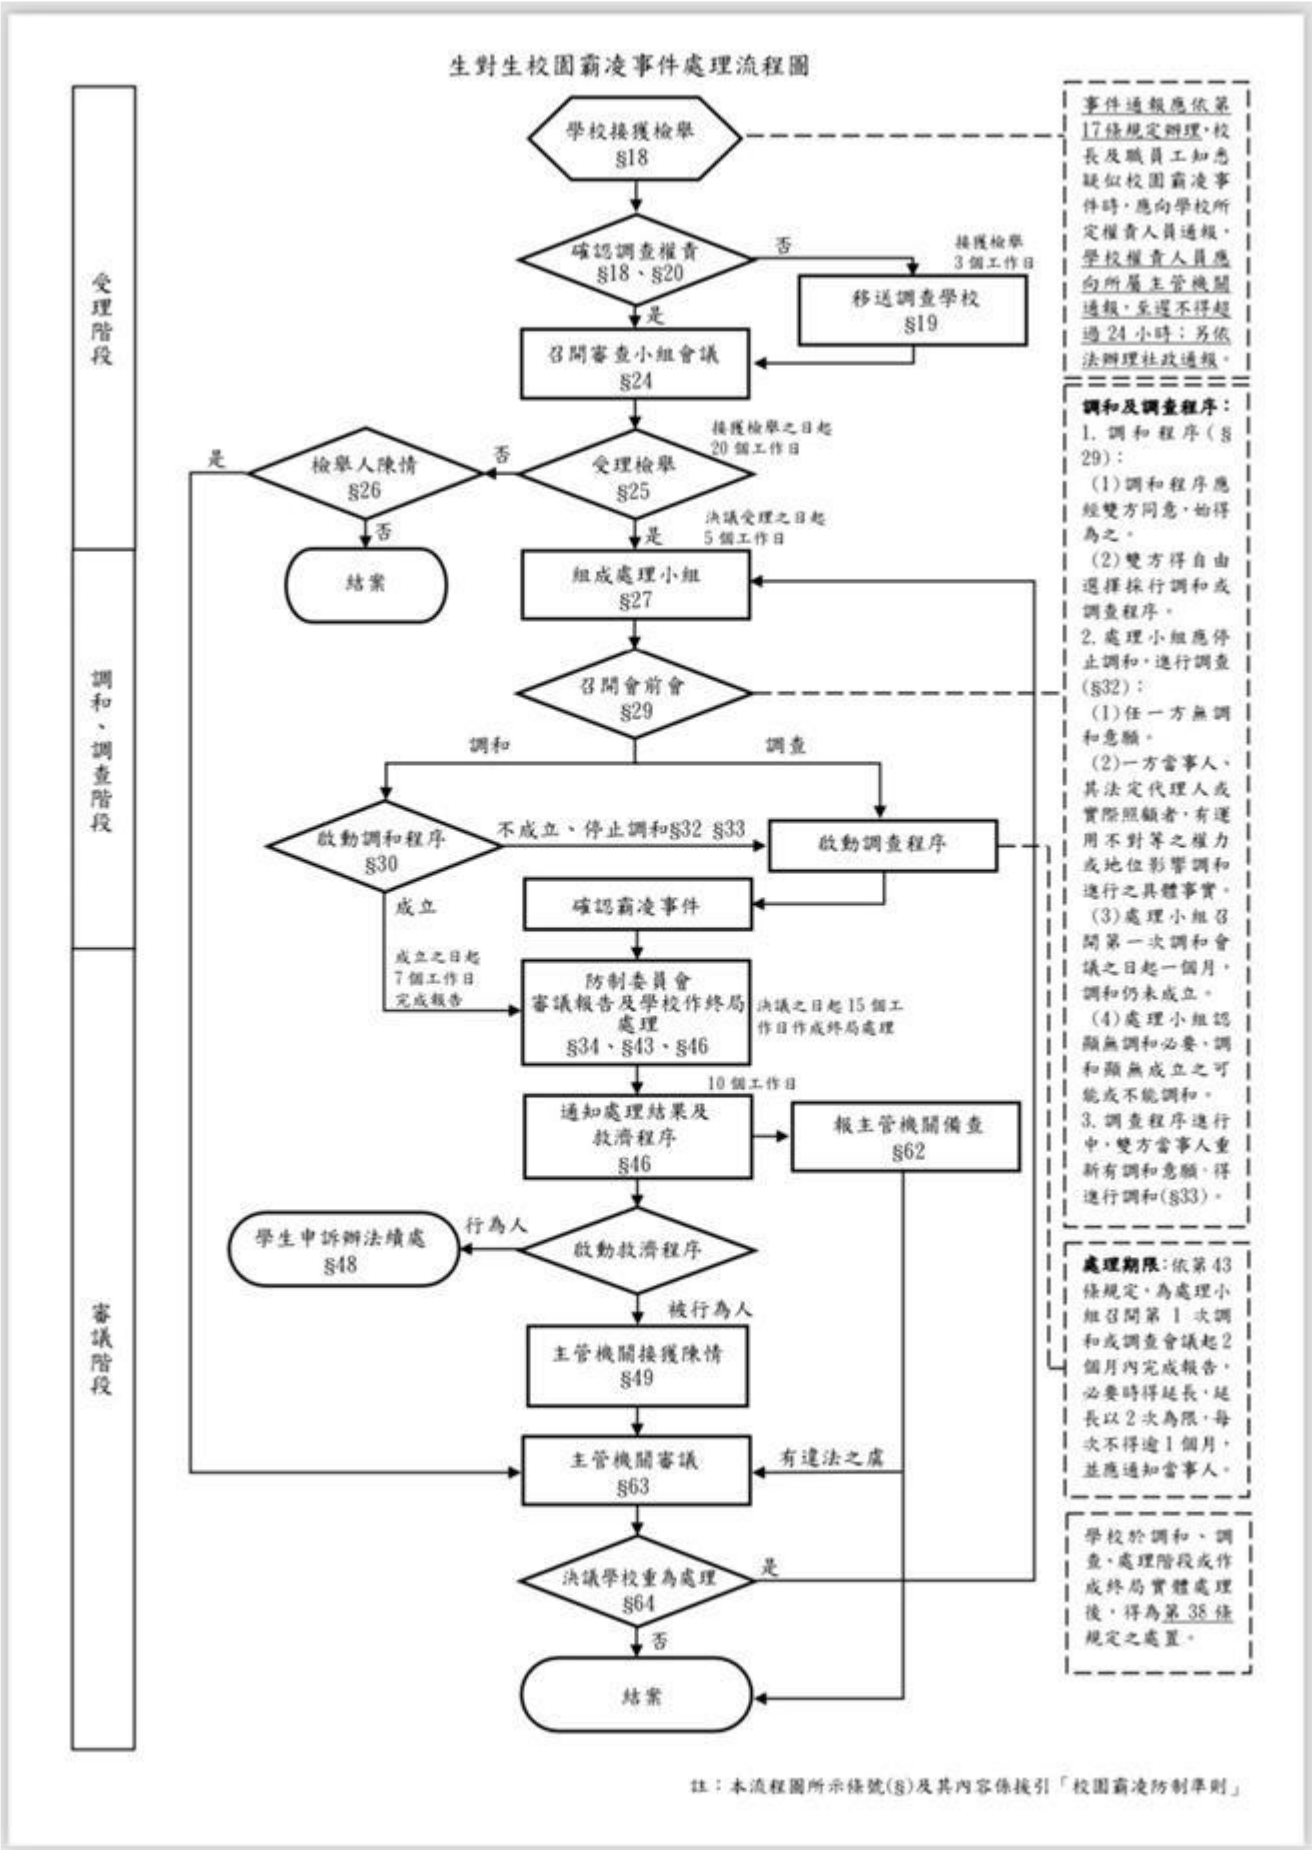 生對生校園霸凌事件處理流程圖
受理階段
調和、調查階段
審議階段
學校接獲檢舉
§18
確認調查權責
§18、§20
否
接獲檢舉
3個工作日
移送調查學校
§19
是
召開審查小組會議
§24
接獲檢舉之日起
20個工作日
受理檢舉
§25
否
檢舉人陳情
§26
是
否
結案
決議受理之日起
5個工作日
是
組成處理小組
§27
召開會前會
§29
調和
調查
啟動調和程序
§30
不成立、停止調和§32 §33
啟動調查程序
成立
確認霸凌事件
成立之日起
7個工作日
完成報告
防制委員會
審議報告及學校作終局
處理
§34、§43、§46
決議之日起15個工
作日作成終局處理
10個工作日
通知處理結果及
救濟程序
§46
報主管機關備查
§62
啟動救濟程序
行為人
學生申訴辦法續處
§48
被行為人
主管機關接獲陳情
§49
主管機關審議
§63
有違法之虞
決議學校重為處理
§64
是
否
結案
事件通報應依第
17條規定辦理，校
長及職員工知悉
疑似校園霸凌事
件時，應向學校所
定權責人員通報，
學校權責人員應
向所屬主管機關
通報，至遲不得超
過24小時；另依
法辦理社政通報。
調和及調查程序：
1. 調和程序(§
29)：
(1)調和程序應
經雙方同意，始得
為之。
(2)雙方得自由
選擇採行調和或
調查程序。
2. 處理小組應停
止調和，進行調查
(§32)：
(1)任一方無調
和意願。
(2)一方當事人、
其法定代理人或
實際照顧者，有運
用不對等之權力
或地位影響調和
進行之具體事實。
(3)處理小組召
開第一次調和會
議之日起一個月，
調和仍未成立。
(4)處理小組認
顯無調和必要、調
和顯無成立之可
能或不能調和。
3. 調查程序進行
中，雙方當事人重
新有調和意願，得
進行調和(§33)。
處理期限：依第43
條規定，為處理小
組召開第1次調
和或調查會議起2
個月內完成報告，
必要時得延長，延
長以2次為限，每
次不得逾1個月，
並應通知當事人。
學校於調和、調
查、處理階段或作
成終局實體處理
後，得為第38條
規定之處置。
註：本流程圖所示條號(§)及其內容係援引「校園霸凌防制準則」